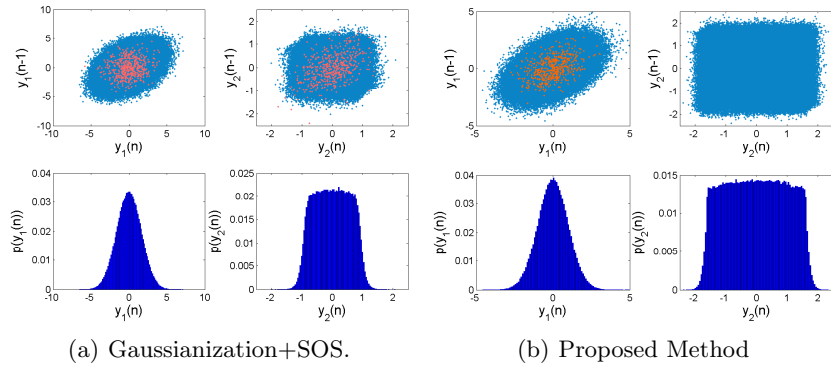 10
5
0
-5
-10
y1(n-1)
-10 -5 0 5 10
y1(n)
2
1
0
-1
-2
y2(n-1)
-2 -1 0 1 2
y2(n)
5
0
-5
y1(n-1)
-5 0 5
y1(n)
2
1
0
-1
-2
y2(n-1)
-2 -1 0 1 2
y2(n)
0.04
0.03
0.02
0.01
0
p(y1(n))
-10 -5 0 5 10
y1(n)
0.025
0.02
0.015
0.01
0.005
0
p(y2(n))
-2 -1 0 1 2
y2(n)
0.04
0.03
0.02
0.01
0
p(y1(n))
-5 0 5
y1(n)
0.015
0.01
0.005
0
p(y2(n))
-2 -1 0 1 2
y2(n)
(a) Gaussianization+SOS.
(b) Proposed Method